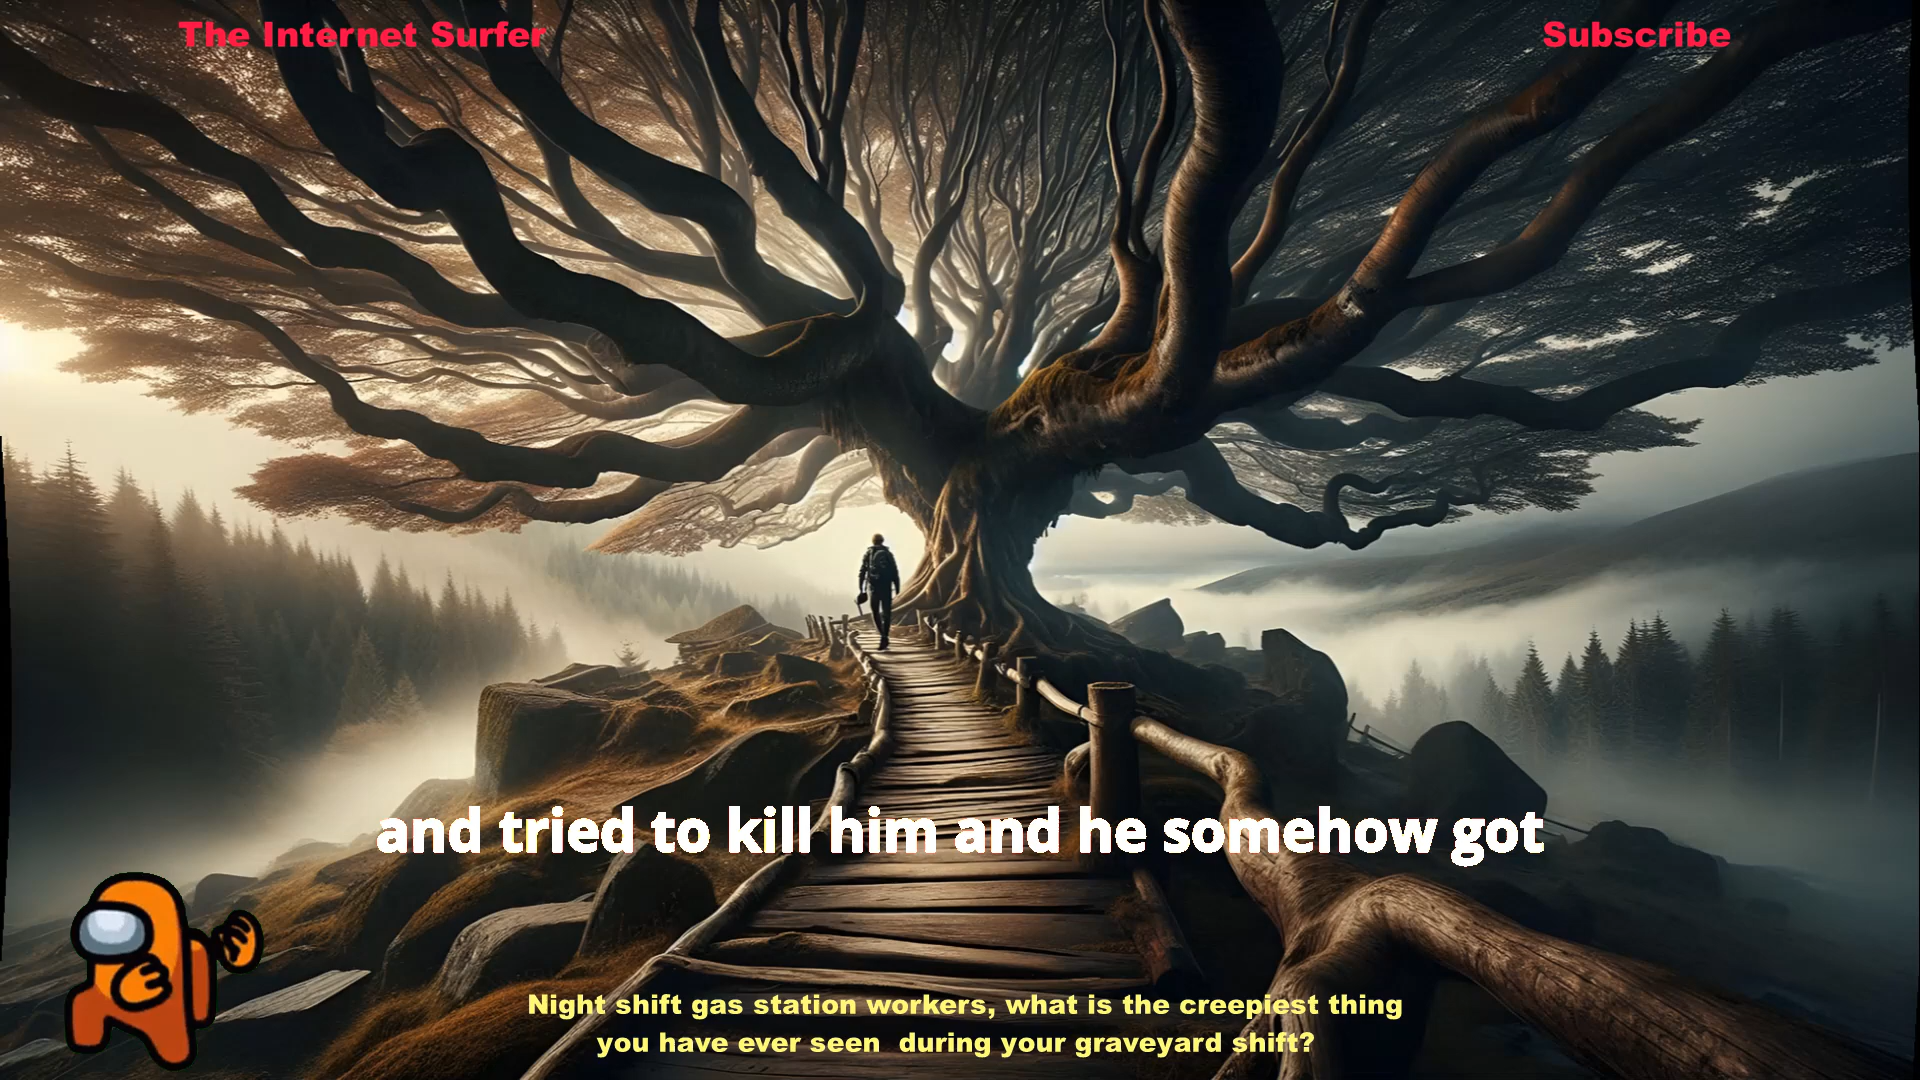 The Internet Surfer
Subscribe
and tried to kill him and he somehow got
Night shift gas station workers, what is the creepiest thing
you have ever seen  during your graveyard shift?